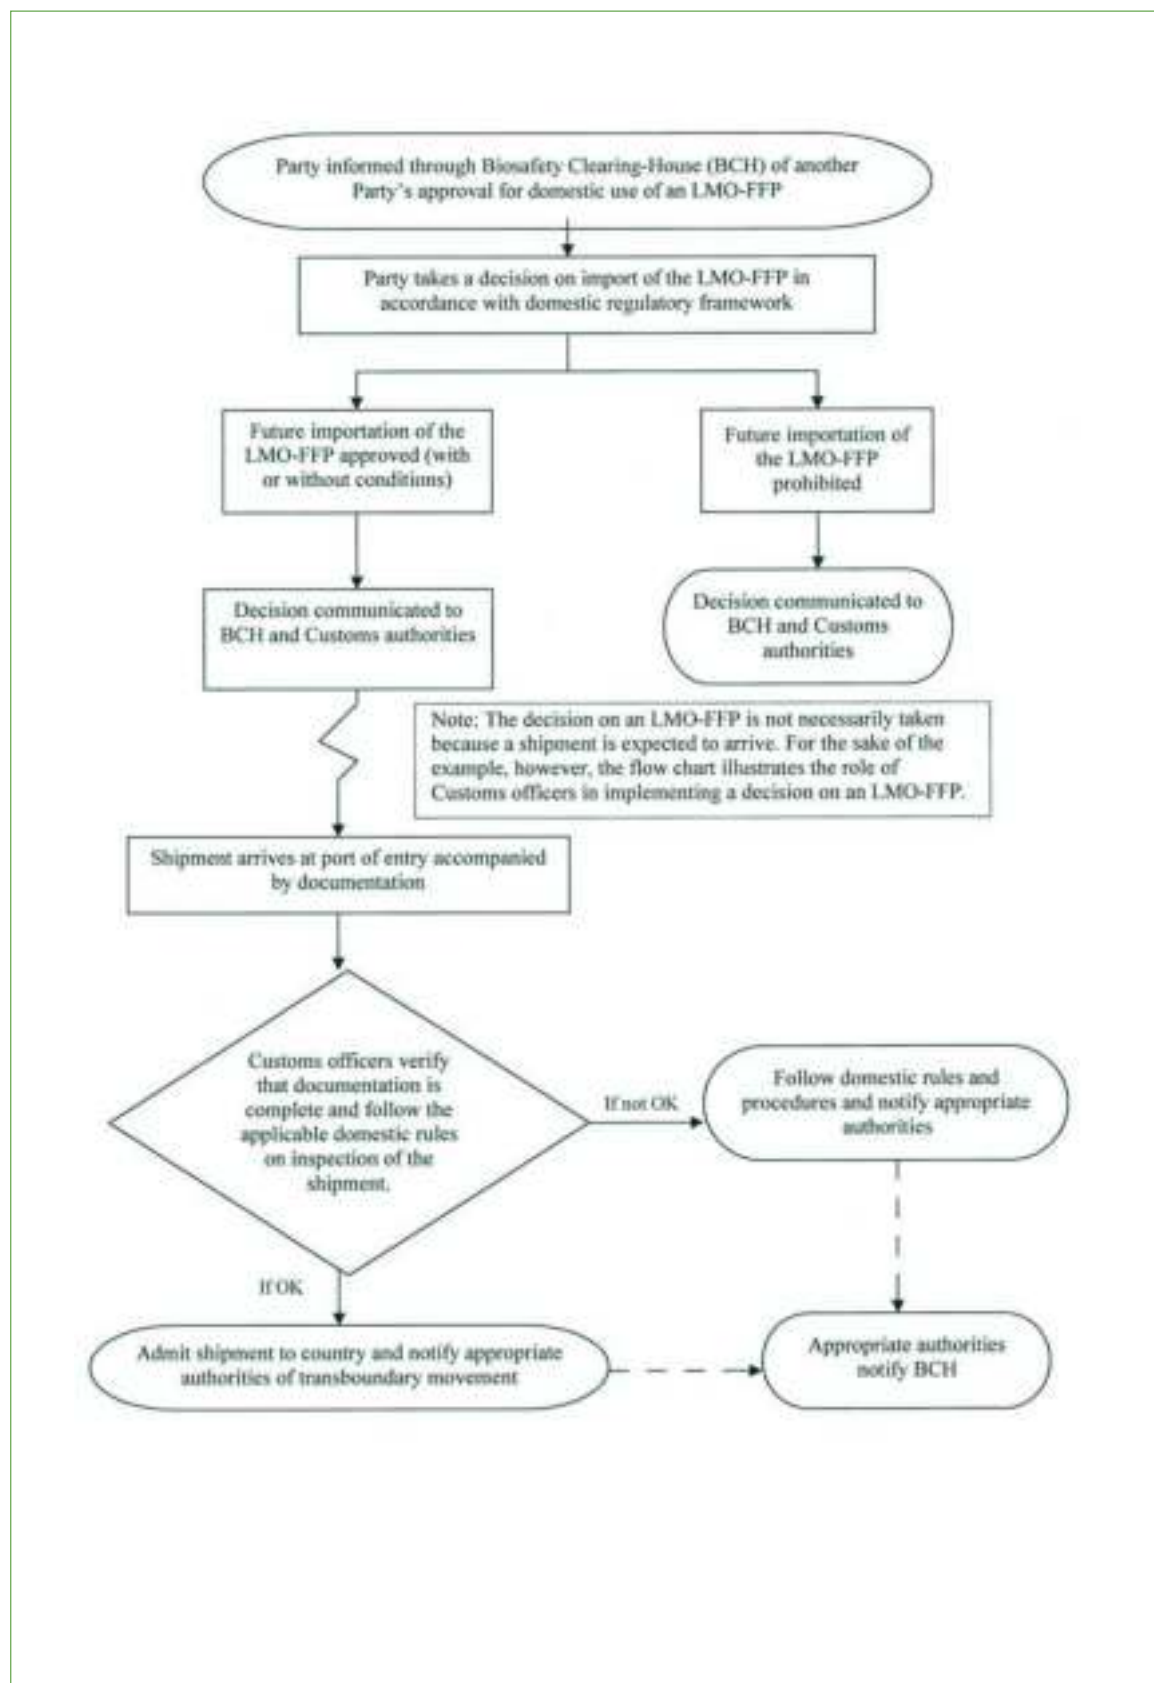 Party informed through Biosafety Clearing-House (BCH) of another
Party's approval for domestic use of an LMO-FFP
Party takes a decision on import of the LMO-FFP in
accordance with domestic regulatory framework
Future importation of the
LMO-FFP approved (with
or without conditions)
Future importation of
the LMO-FFP
prohibited
Decision communicated to
BCH and Customs authorities
Decision communicated to
BCH and Customs
authorities
Note: The decision on an LMO-FFP is not necessarily taken
because a shipment is expected to arrive. For the sake of the
example, however, the flow chart illustrates the role of
Customs officers in implementing a decision on an LMO-FFP.
Shipment arrives at port of entry accompanied
by documentation
Customs officers verify
that documentation is
complete and follow the
applicable domestic rules
on inspection of the
shipment.
If not OK
Follow domestic rules and
procedures and notify appropriate
authorities
If OK
Admit shipment to country and notify appropriate
authorities of transboundary movement
Appropriate authorities
notify BCH